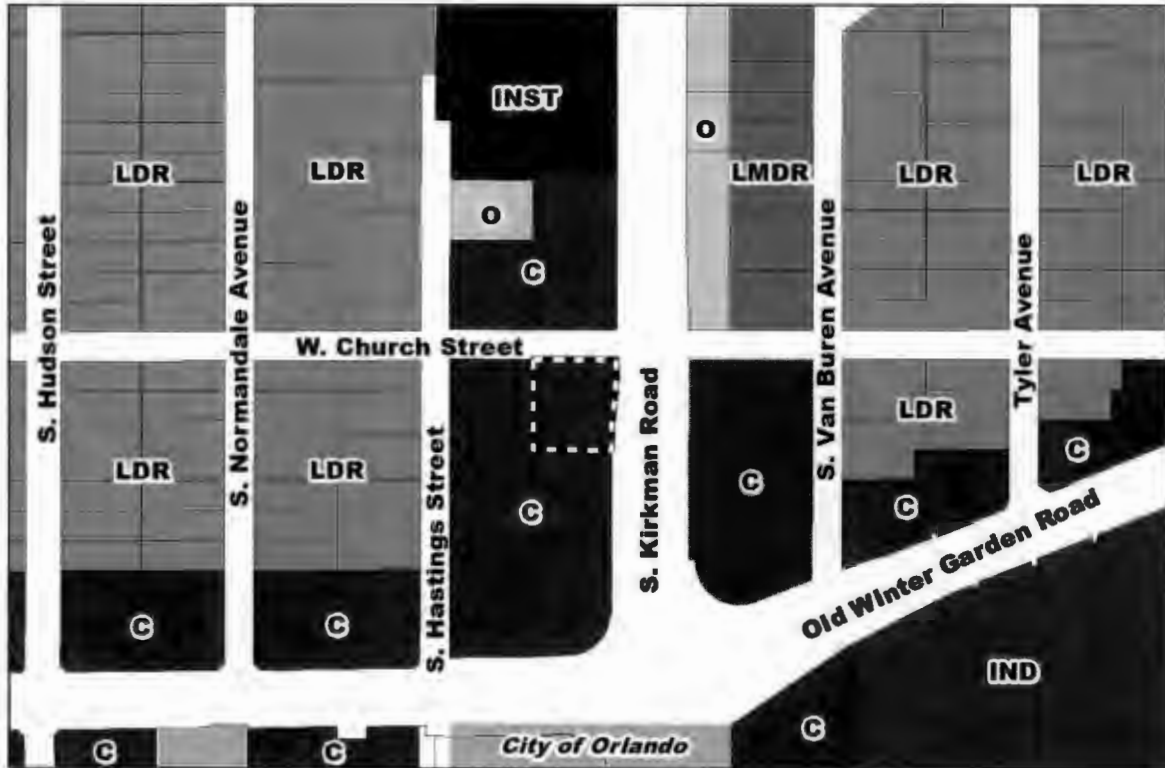 INST
O
LDR
LDR
LMDR
LDR
LDR
O
C
S. Hudson Street
S. Normandale Avenue
W. Church Street
S. Hastings Street
S. Kirkman Road
S. Van Buren Avenue
Tyler Avenue
LDR
LDR
LDR
C
C
C
C
Old Winter Garden Road
C
C
IND
C
C
City of Orlando
C